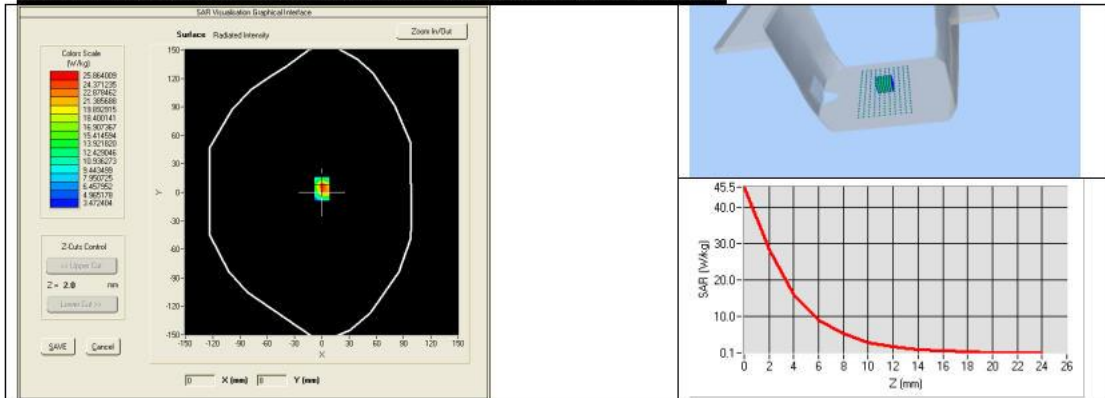 SAR Visualisation Graphical Interface
Surface Radiated Intensity
Zoom In/Out
Colors Scale
(W/kg)
25.864009
24.371235
22.878462
21.385688
19.892915
18.400141
16.907367
15.414594
13.921820
12.429046
10.936273
9.443499
7.950725
6.457952
4.965178
3.472404
Z-Cuts Control
<< Upper Cut
Z = 2.0 mm
Lower Cut >>
SAVE Cancel
150
120
90
60
30
0
-30
-60
-90
-120
-150
Y
-150 -120 -90 -60 -30 0 30 60 90 120 150
X
0 X (mm) 0 Y (mm)
45.5
40.0
30.0
20.0
10.0
0.1
SAR (W/kg)
0 2 4 6 8 10 12 14 16 18 20 22 24 26
Z (mm)